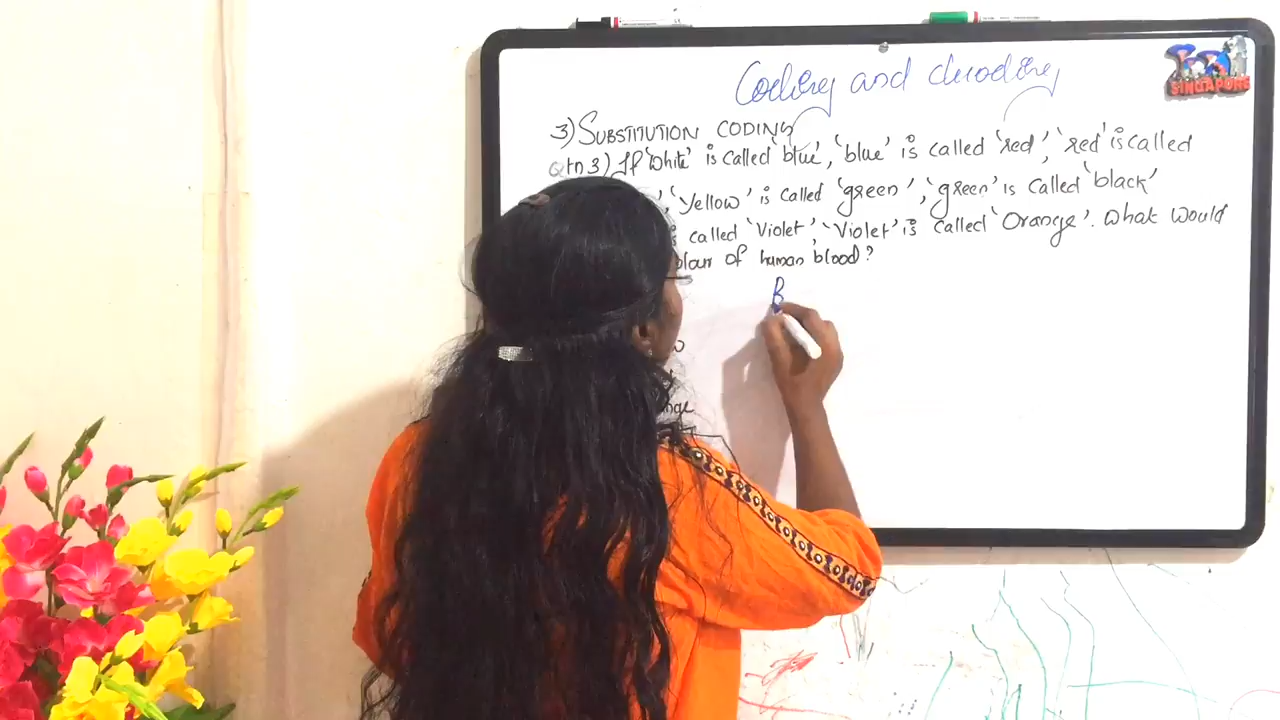 Coding and decoding
SINGAPORE
3) SUBSTITUTION CODING
Qtn 3) If 'White' is called 'blue', 'blue' is called 'red', 'red' is called
', 'Yellow' is called 'green', 'green' is called 'black'
called 'Violet', 'Violet' is called 'Orange'. What would
colour of human blood?
B